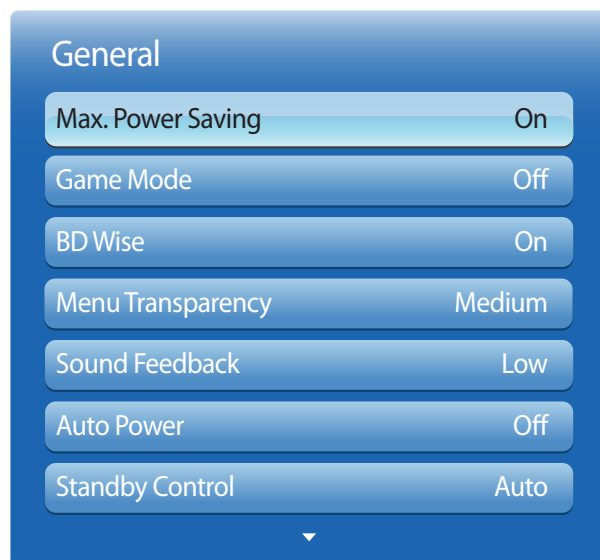 General
Max. Power Saving On
Game Mode Off
BD Wise On
Menu Transparency Medium
Sound Feedback Low
Auto Power Off
Standby Control Auto